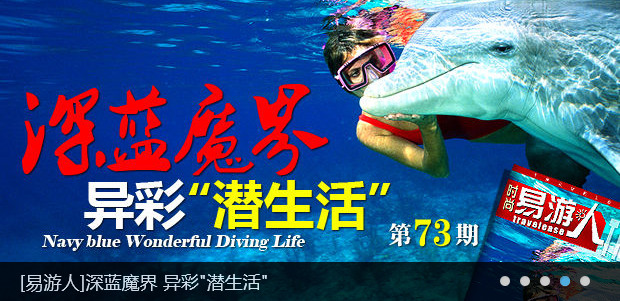 深蓝魔界
异彩“潜生活”
Navy blue Wonderful Diving Life
第73期
时尚
易游人
travelease
[易游人]深蓝魔界 异彩"潜生活"